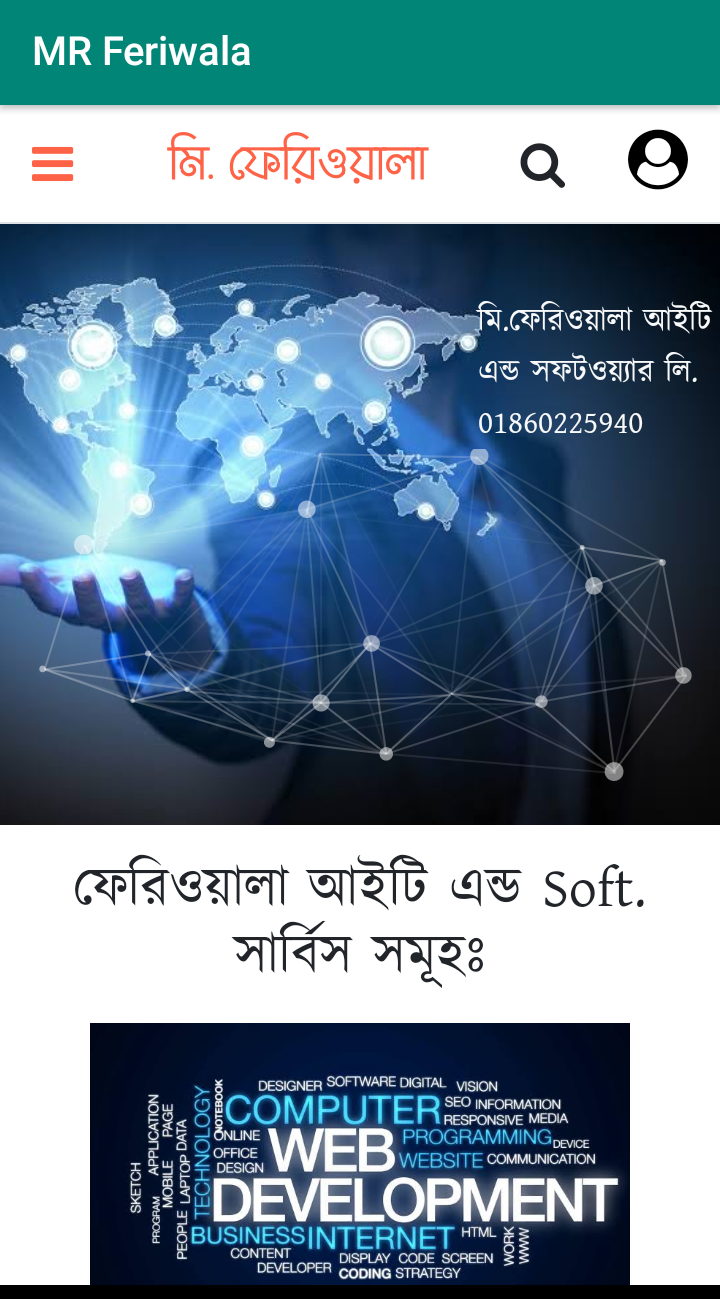 MR Feriwala
মি. ফেরিওয়ালা
মি.ফেরিওয়ালা আইটি
এন্ড সফটওয়্যার লি.
01860225940
ফেরিওয়ালা আইটি এন্ড Soft.
সার্বিস সমূহঃ
DESIGNER SOFTWARE DIGITAL VISION
COMPUTER SEO INFORMATION
RESPONSIVE MEDIA
NOTEBOOK
ONLINE
WEB
PROGRAMMING DEVICE
OFFICE
WEBSITE COMMUNICATION
DESIGN
DEVELOPMENT
TECHNOLOGY
APPLICATION
PAGE
DATA
MOBILE
LAPTOP
SKETCH
PROGRAM
PEOPLE
BUSINESS INTERNET HTML
WORK
WWW
CONTENT
DISPLAY CODE SCREEN
DEVELOPER
CODING STRATEGY